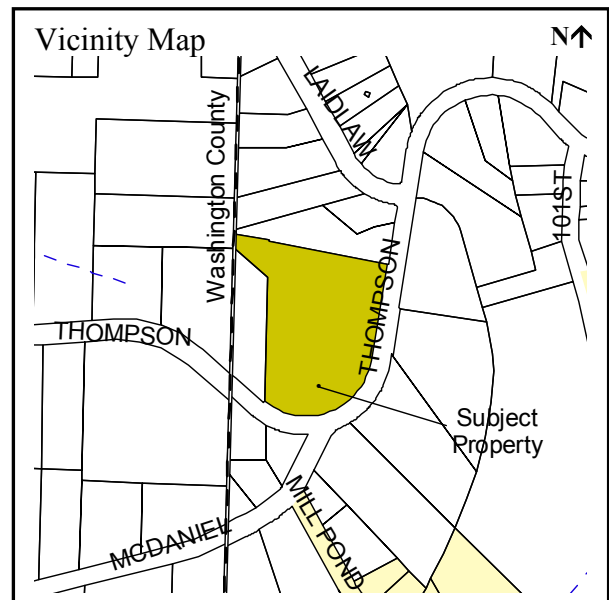 Vicinity Map
N
LAIDLAW
Washington County
101ST
THOMPSON
THOMPSON
Subject
Property
MILL POND
MCDANIEL